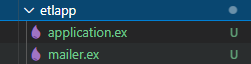 etlapp
application.ex U
mailer.ex U